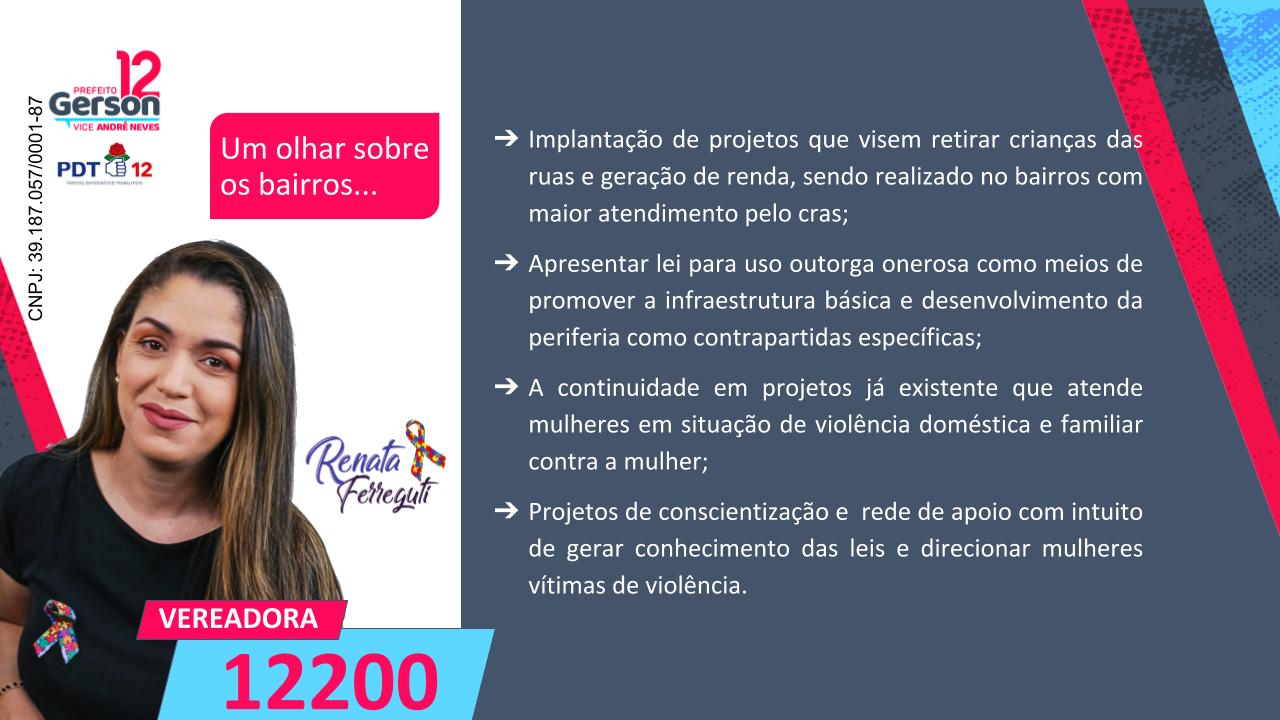 CNPJ: 39.187.057/0001-87
12
PREFEITO
Gerson
VICE ANDRÉ NEVES
PDT 12
PARTIDO DEMOCRÁTICO TRABALHISTA
Um olhar sobre
os bairros...
Renata
Ferreguti
VEREADORA
12200
➔ Implantação de projetos que visem retirar crianças das
ruas e geração de renda, sendo realizado no bairros com
maior atendimento pelo cras;
➔ Apresentar lei para uso outorga onerosa como meios de
promover a infraestrutura básica e desenvolvimento da
periferia como contrapartidas específicas;
➔ A continuidade em projetos já existente que atende
mulheres em situação de violência doméstica e familiar
contra a mulher;
➔ Projetos de conscientização e  rede de apoio com intuito
de gerar conhecimento das leis e direcionar mulheres
vítimas de violência.